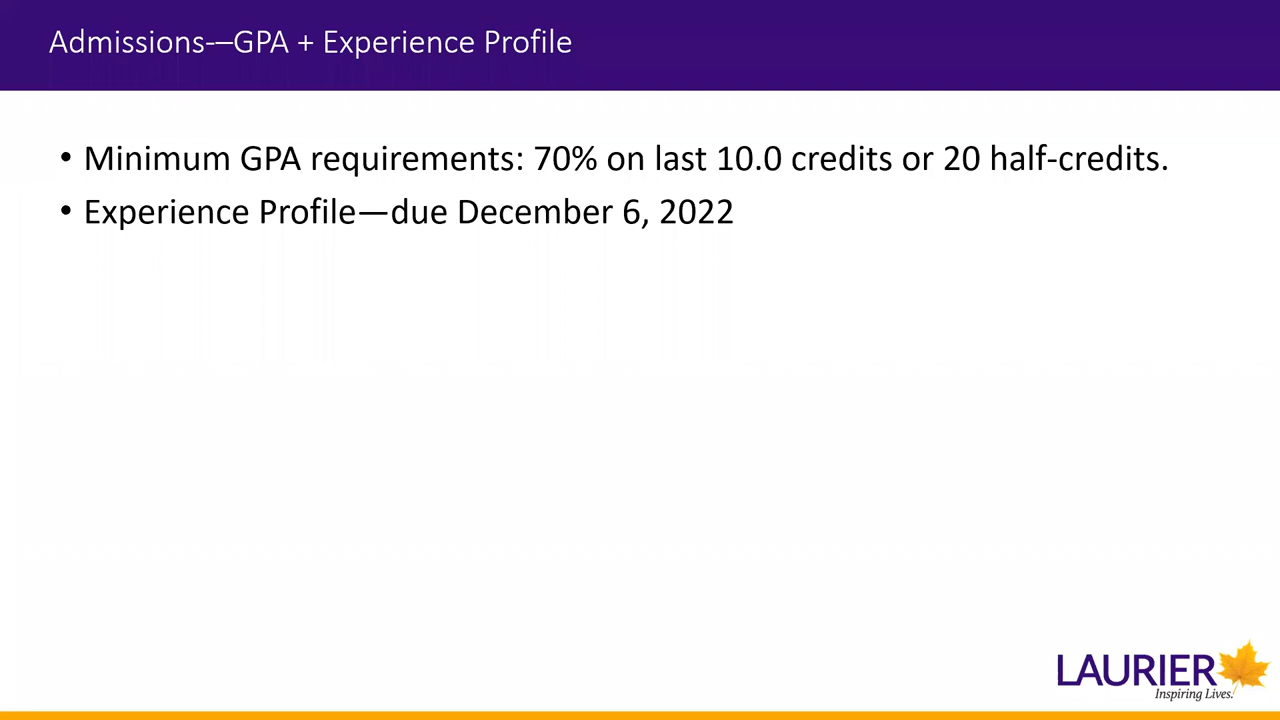 Admissions-–GPA + Experience Profile
• Minimum GPA requirements: 70% on last 10.0 credits or 20 half-credits.
• Experience Profile—due December 6, 2022
LAURIER
Inspiring Lives.